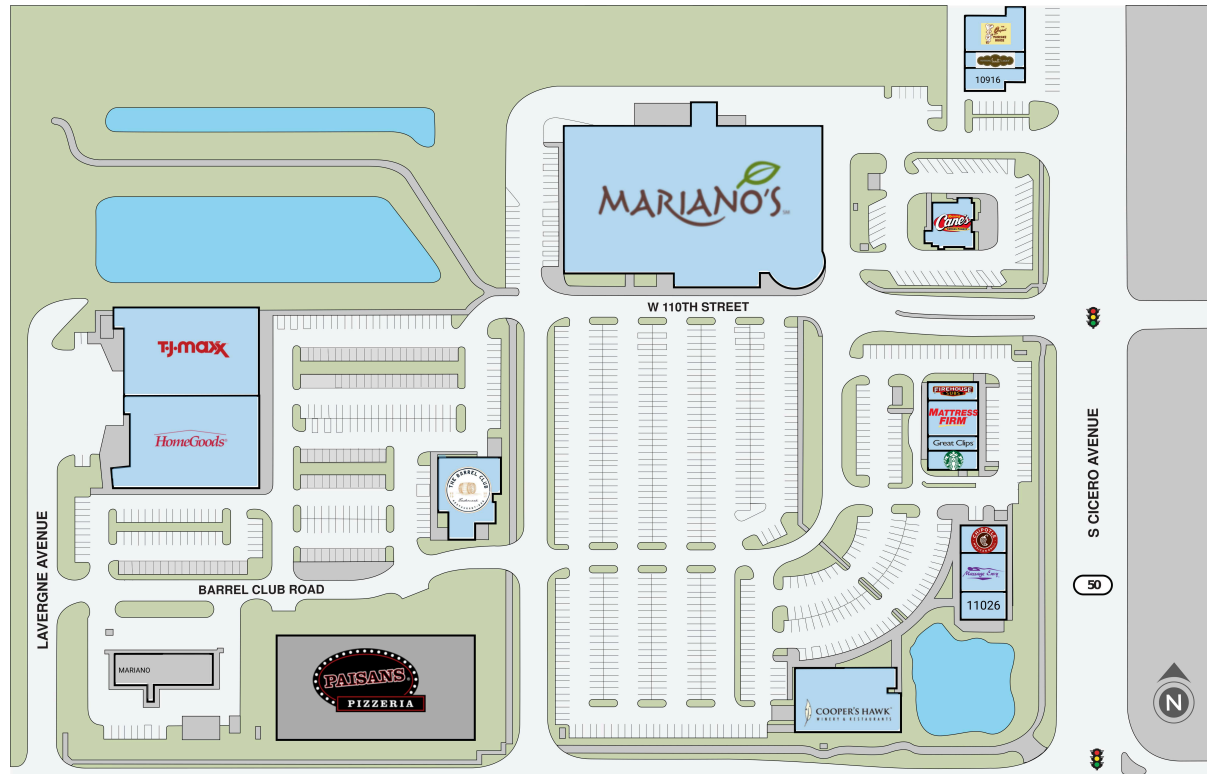 10916
MARIANO'S
Cane's
W 110TH STREET
T·J·maxx
HomeGoods
FIREHOUSE
SUBS
MATTRESS
FIRM
Great Clips
THE BARREL CLUB
S CICERO AVENUE
LAVERGNE AVENUE
CHIPOTLE
Massage Envy
11026
50
BARREL CLUB ROAD
MARIANO
PAISANS
PIZZERIA
COOPER'S HAWK
WINERY & RESTAURANTS
N